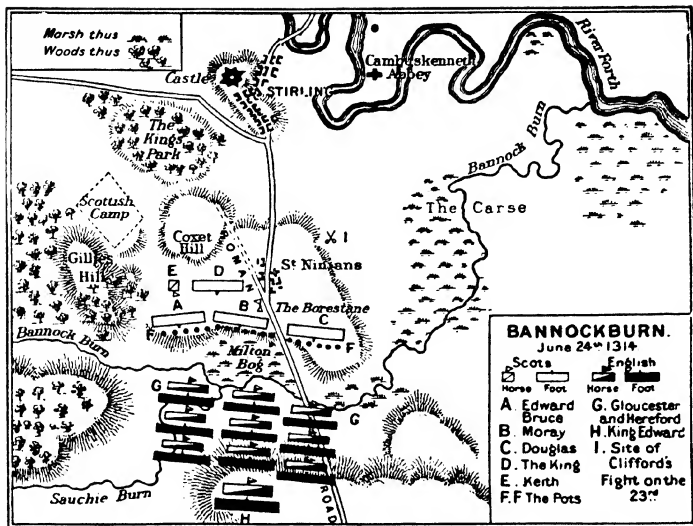 Marsh thus
Woods thus
Castle
STIRLING
Cambuskenneth
Abbey
River Forth
The
King's
Park
Bannock Burn
The Carse
Scottish
Camp
Coxet
Hill
ROMAN
I
St Ninians
Gillies
Hill
E
D
A
B
The Borestane
C
F
F
Bannock Burn
Milton
Bog
G
G
Sauchie Burn
H
ROAD
BANNOCKBURN.
June 24th 1314
Scots
English
Horse Foot
Horse Foot
A. Edward
Bruce
B. Moray
C. Douglas
D. The King
E. Keith
F.F The Pots
G. Gloucester
and Hereford
H. King Edward
I. Site of
Clifford's
Fight on the
23rd